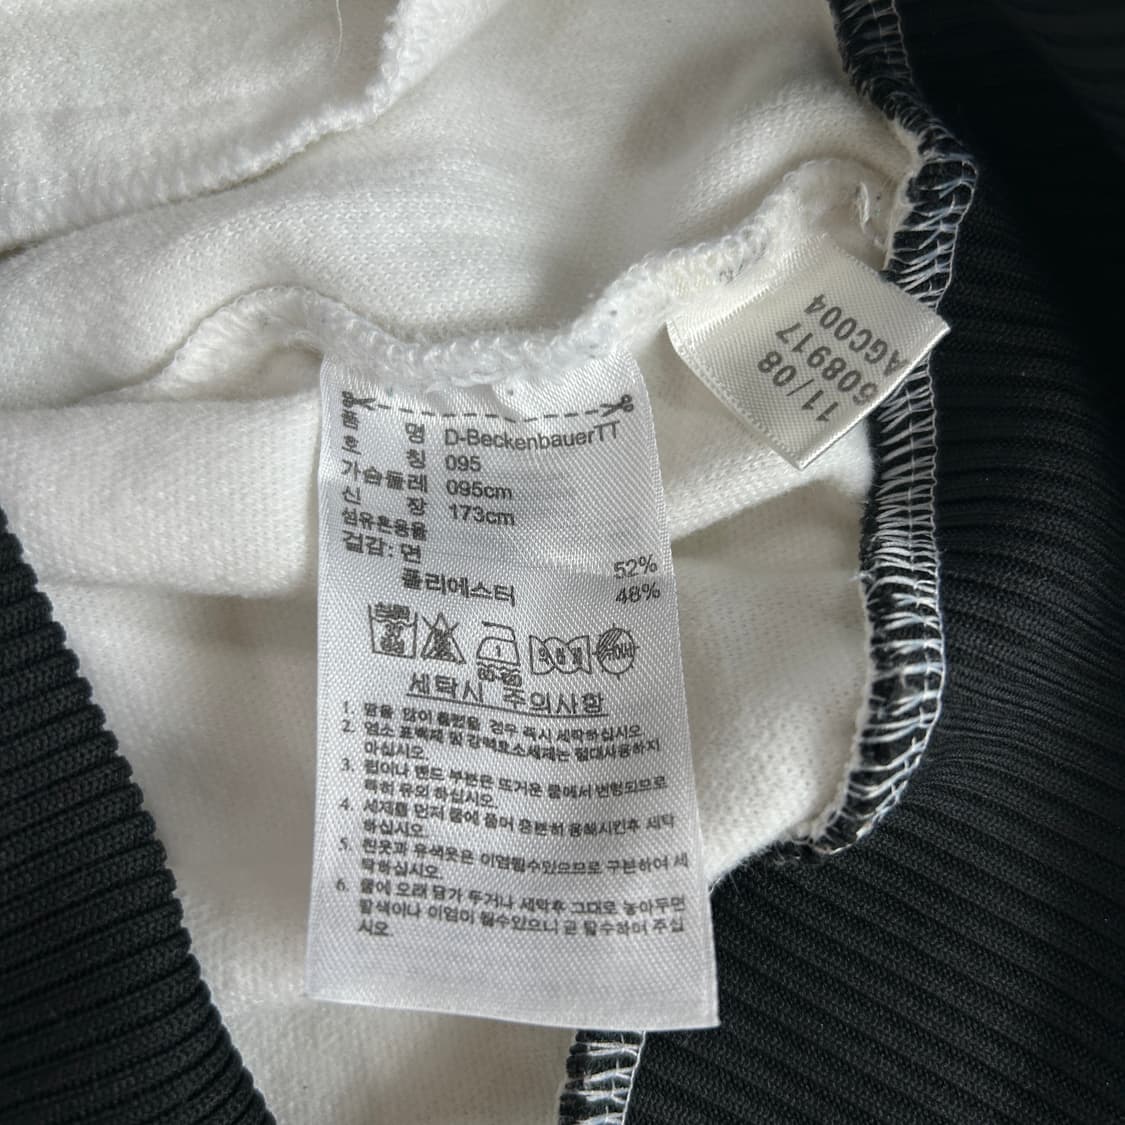 품 명 D-BeckenbauerTT
호 칭 095
가슴둘레 095cm
신 장 173cm
섬유혼용율
겉감: 면 52%
폴리에스터 48%
세탁시 주의사항
1. 땀을 많이 흘렸을 경우 즉시 세탁하십시오
2. 염소 표백제 및 강력효소세제는 절대사용하지
마십시오.
3. 립이나 밴드 부분은 뜨거운 물에서 변형되므로
특히 유의 하십시오.
4. 세제를 먼저 물에 풀어 충분히 용해시킨후 세탁
하십시오.
5. 흰옷과 유색옷은 이염될수있으므로 구분하여 세
탁하십시오.
6. 물에 오래 담가 두거나 세탁후 그대로 놓아두면
탈색이나 이염이 될수있으니 곧 탈수하여 주십
시오.
11/08
608917
AGC004